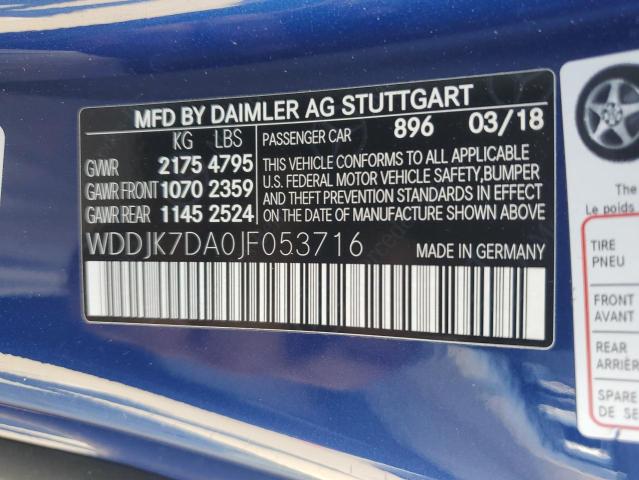 MFD BY DAIMLER AG STUTTGART
KG LBS
PASSENGER CAR 896 03/18
GVWR 2175 4795
GAWR FRONT 1070 2359
GAWR REAR 1145 2524
THIS VEHICLE CONFORMS TO ALL APPLICABLE
U.S. FEDERAL MOTOR VEHICLE SAFETY,BUMPER
AND THEFT PREVENTION STANDARDS IN EFFECT
ON DATE OF MANUFACTURE SHOWN ABOVE
WDDJK7DA0JF053716
MADE IN GERMANY
The
Le poids
TIRE
PNEU
FRONT
AVANT
REAR
ARRIÈR
SPARE
DE SE